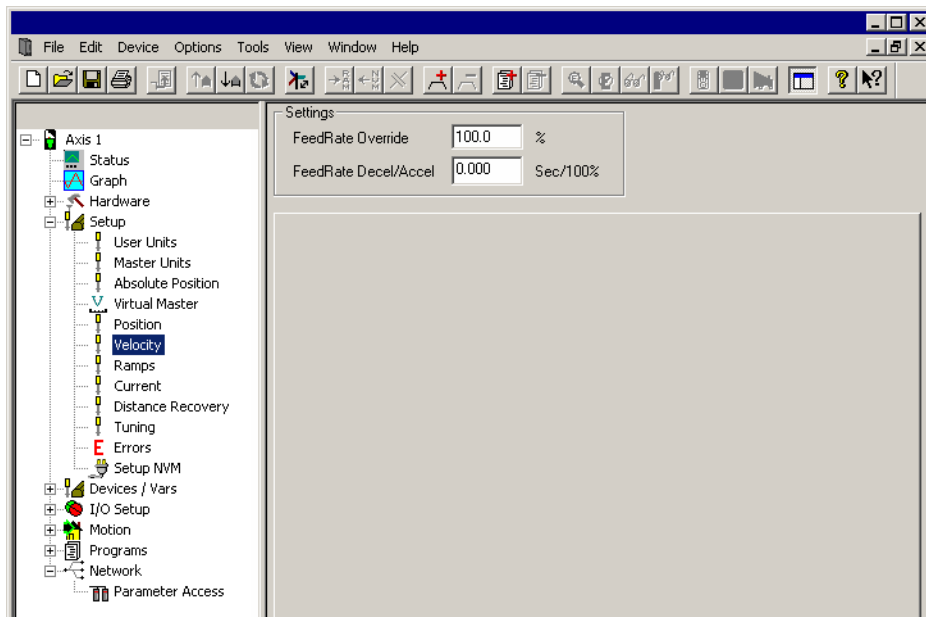 File Edit Device Options Tools View Window Help
Axis 1
Status
Graph
Hardware
Setup
User Units
Master Units
Absolute Position
Virtual Master
Position
Velocity
Ramps
Current
Distance Recovery
Tuning
E Errors
Setup NVM
Devices / Vars
I/O Setup
Motion
Programs
Network
Parameter Access
Settings
FeedRate Override 100.0 %
FeedRate Decel/Accel 0.000 Sec/100%